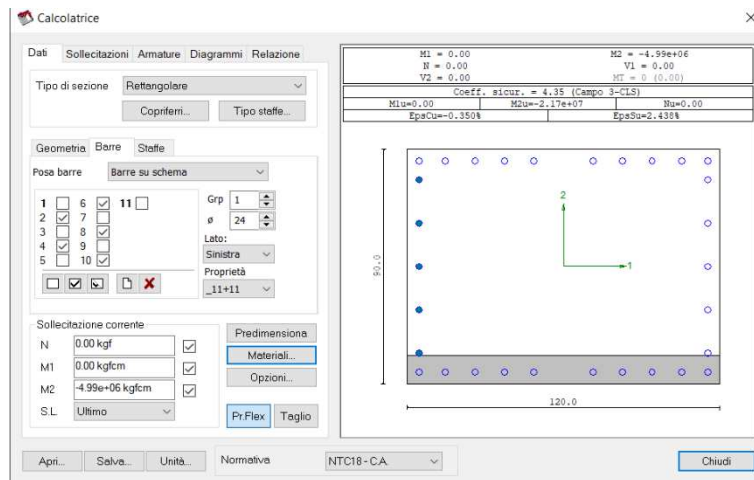 Calcolatrice
Dati Sollecitazioni Armature Diagrammi Relazione
Tipo di sezione Rettangolare
Copriferri... Tipo staffe...
Geometria Barre Staffe
Posa barre Barre su schema
1 6 11 Grp 1
2 7
3 8 ø 24
4 9 Lato:
5 10 Sinistra
Proprietà
_11+11
Sollecitazione corrente
N 0.00 kgf
M1 0.00 kgfcm
M2 -4.99e+06 kgfcm
S.L. Ultimo
Predimensiona
Materiali...
Opzioni...
Pr.Flex Taglio
M1 = 0.00 M2 = -4.99e+06
N = 0.00 V1 = 0.00
V2 = 0.00 MT = 0 (0.00)
Coeff. sicur. = 4.35 (Campo 3-CLS)
M1u=0.00 M2u=-2.17e+07 Nu=0.00
EpsCu=-0.350% EpsSu=2.438%
2
1
90.0
120.0
Apri... Salva... Unità... Normativa NTC18 - C.A. Chiudi